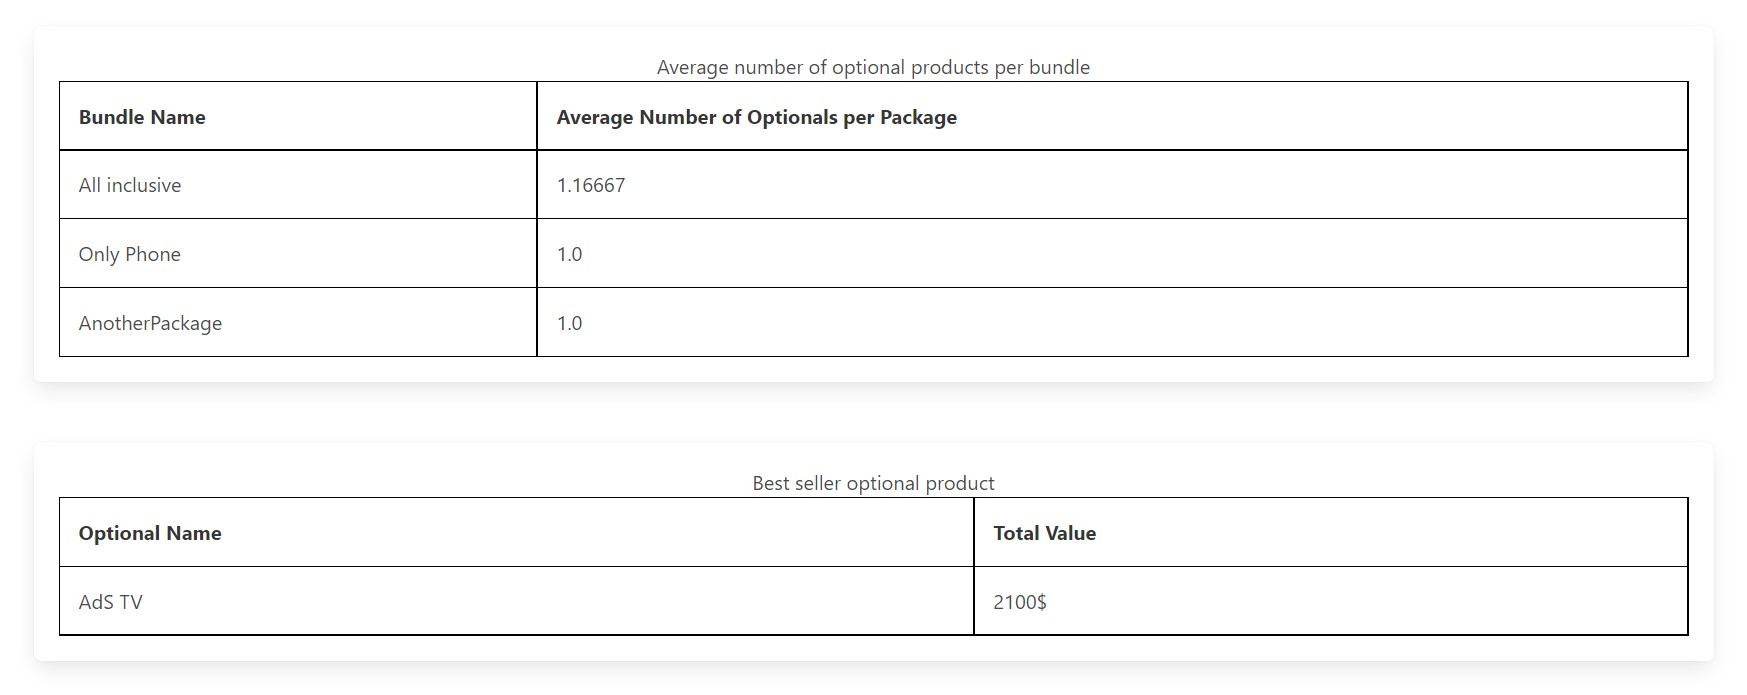 Average number of optional products per bundle
Bundle Name Average Number of Optionals per Package
All inclusive 1.16667
Only Phone 1.0
AnotherPackage 1.0
Best seller optional product
Optional Name Total Value
AdS TV 2100$